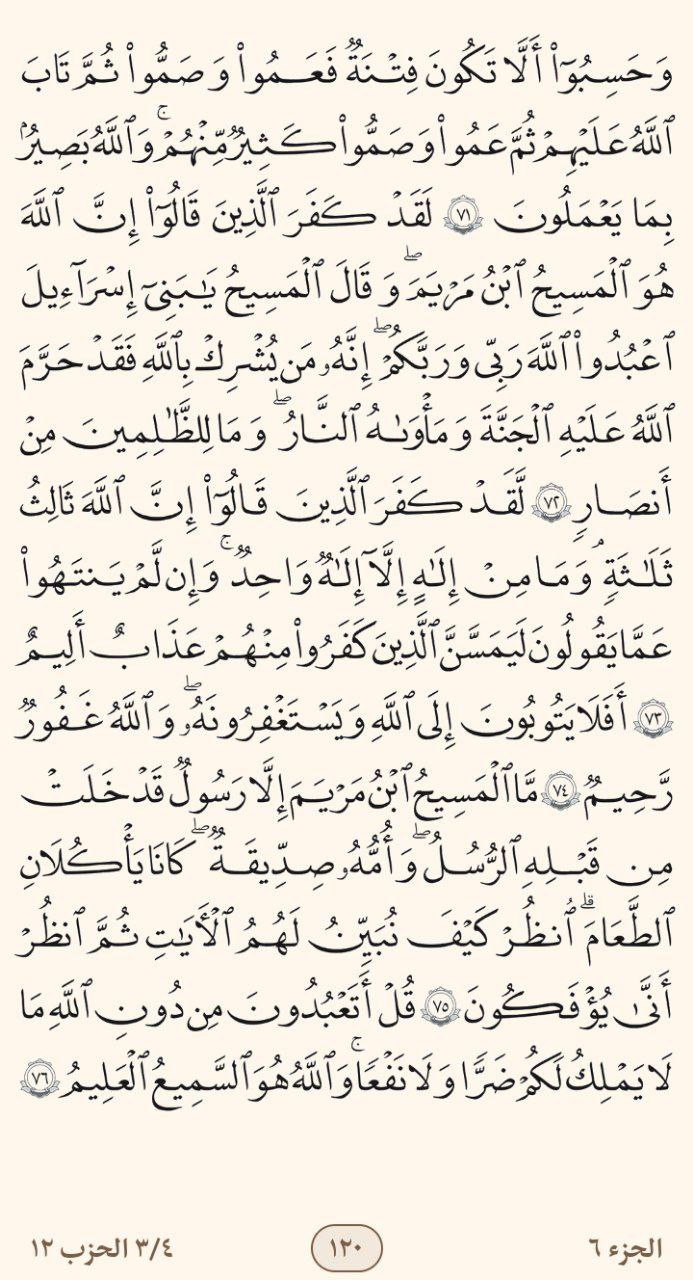 وَحَسِبُوٓا۟ أَلَّا تَكُونَ فِتْنَةٌ فَعَمُوا۟ وَصَمُّوا۟ ثُمَّ تَابَ
ٱللَّهُ عَلَيْهِمْ ثُمَّ عَمُوا۟ وَصَمُّوا۟ كَثِيرٌ مِّنْهُمْ ۚ وَٱللَّهُ بَصِيرٌۢ
بِمَا يَعْمَلُونَ ٧١ لَقَدْ كَفَرَ ٱلَّذِينَ قَالُوٓا۟ إِنَّ ٱللَّهَ
هُوَ ٱلْمَسِيحُ ٱبْنُ مَرْيَمَ ۖ وَقَالَ ٱلْمَسِيحُ يَٰبَنِىٓ إِسْرَٰٓءِيلَ
ٱعْبُدُوا۟ ٱللَّهَ رَبِّى وَرَبَّكُمْ ۖ إِنَّهُۥ مَن يُشْرِكْ بِٱللَّهِ فَقَدْ حَرَّمَ
ٱللَّهُ عَلَيْهِ ٱلْجَنَّةَ وَمَأْوَىٰهُ ٱلنَّارُ ۖ وَمَا لِلظَّٰلِمِينَ مِنْ
أَنصَارٍ ٧٢ لَّقَدْ كَفَرَ ٱلَّذِينَ قَالُوٓا۟ إِنَّ ٱللَّهَ ثَالِثُ
ثَلَٰثَةٍ ۘ وَمَا مِنْ إِلَٰهٍ إِلَّآ إِلَٰهٌ وَٰحِدٌ ۚ وَإِن لَّمْ يَنتَهُوا۟
عَمَّا يَقُولُونَ لَيَمَسَّنَّ ٱلَّذِينَ كَفَرُوا۟ مِنْهُمْ عَذَابٌ أَلِيمٌ
٧٣ أَفَلَا يَتُوبُونَ إِلَى ٱللَّهِ وَيَسْتَغْفِرُونَهُۥ ۖ وَٱللَّهُ غَفُورٌ
رَّحِيمٌ ٧٤ مَّا ٱلْمَسِيحُ ٱبْنُ مَرْيَمَ إِلَّا رَسُولٌ قَدْ خَلَتْ
مِن قَبْلِهِ ٱلرُّسُلُ ۖ وَأُمُّهُۥ صِدِّيقَةٌ ۖ كَانَا يَأْكُلَانِ
ٱلطَّعَامَ ۗ ٱنظُرْ كَيْفَ نُبَيِّنُ لَهُمُ ٱلْءَايَٰتِ ثُمَّ ٱنظُرْ
أَنَّىٰ يُؤْفَكُونَ ٧٥ قُلْ أَتَعْبُدُونَ مِن دُونِ ٱللَّهِ مَا
لَا يَمْلِكُ لَكُمْ ضَرًّا وَلَا نَفْعًا ۚ وَٱللَّهُ هُوَ ٱلسَّمِيعُ ٱلْعَلِيمُ ٧٦
الجزء ٦ ١٢٠ ٣/٤ الحزب ١٢